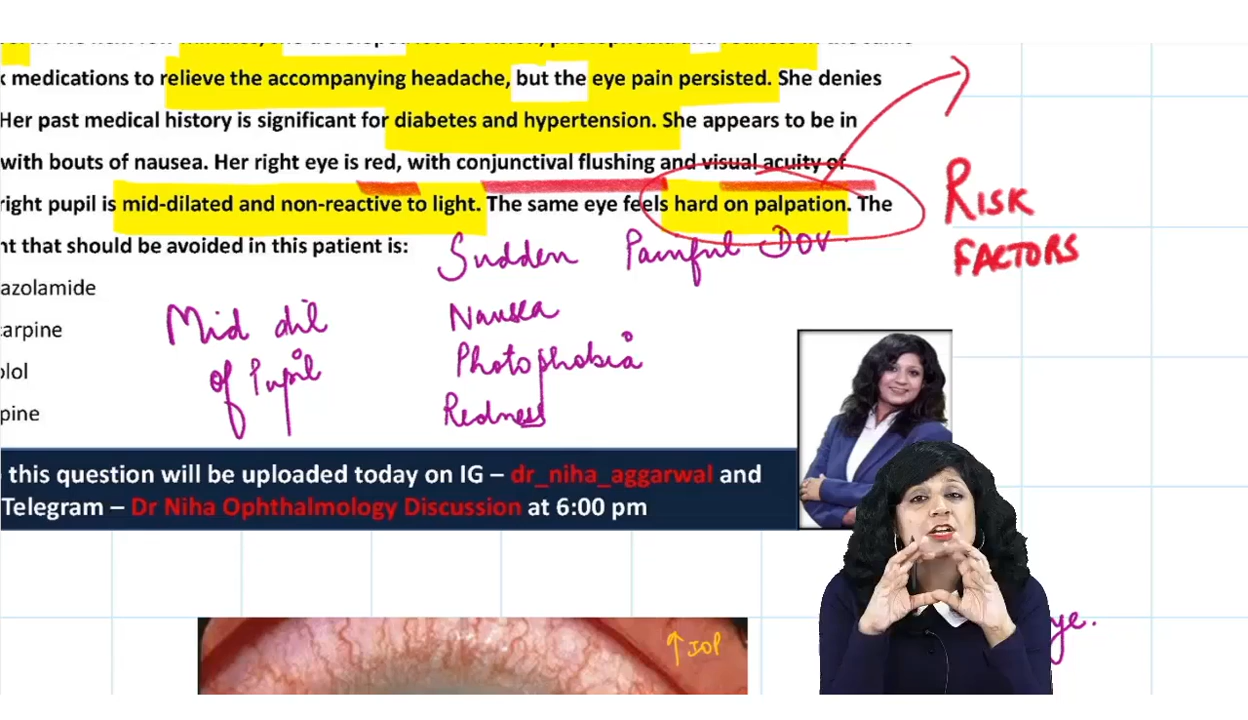 k medications to relieve the accompanying headache, but the eye pain persisted. She denies
Her past medical history is significant for diabetes and hypertension. She appears to be in
with bouts of nausea. Her right eye is red, with conjunctival flushing and visual acuity of
right pupil is mid-dilated and non-reactive to light. The same eye feels hard on palpation. The
nt that should be avoided in this patient is:
azolamide
carpine
olol
pine
Sudden Painful DOV
Nausea
Photophobia
Redness
Mid dil
of Pupil
RISK
FACTORS
this question will be uploaded today on IG – dr_niha_aggarwal and
Telegram – Dr Niha Ophthalmology Discussion at 6:00 pm
↑ IOP
ye.